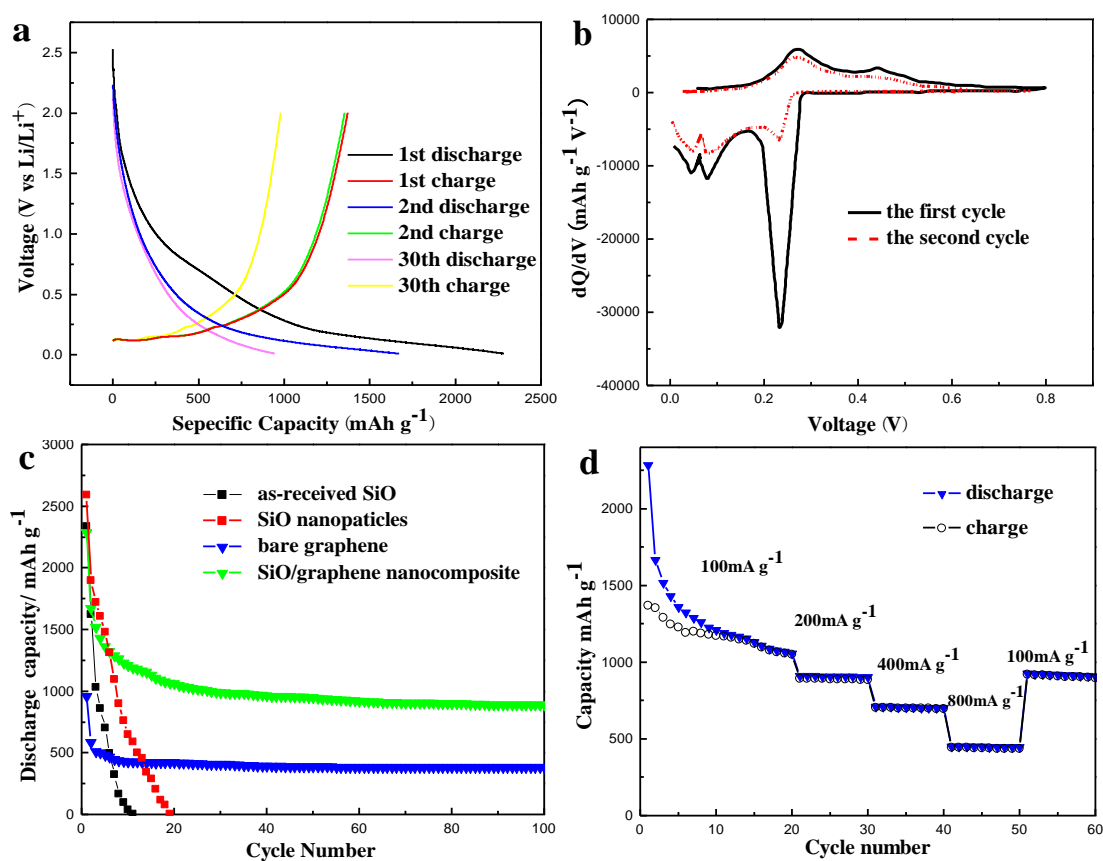 a
2.5
2.0
1.5
1.0
0.5
0.0
Voltage (V vs Li/Li⁺)
1st discharge
1st charge
2nd discharge
2nd charge
30th discharge
30th charge
0
500
1000
1500
2000
2500
Sepecific Capacity (mAh g⁻¹)
b
10000
0
-10000
-20000
-30000
-40000
dQ/dV (mAh g⁻¹ V⁻¹)
the first cycle
the second cycle
0.0
0.2
0.4
0.6
0.8
Voltage (V)
c
3000
2500
2000
1500
1000
500
0
Discharge capacity/ mAh g⁻¹
as-received SiO
SiO nanopaticles
bare graphene
SiO/graphene nanocomposite
0
20
40
60
80
100
Cycle Number
d
2000
1500
1000
500
0
Capacity mAh g⁻¹
discharge
charge
100mA g⁻¹
200mA g⁻¹
400mA g⁻¹
800mA g⁻¹
100mA g⁻¹
0
10
20
30
40
50
60
Cycle number